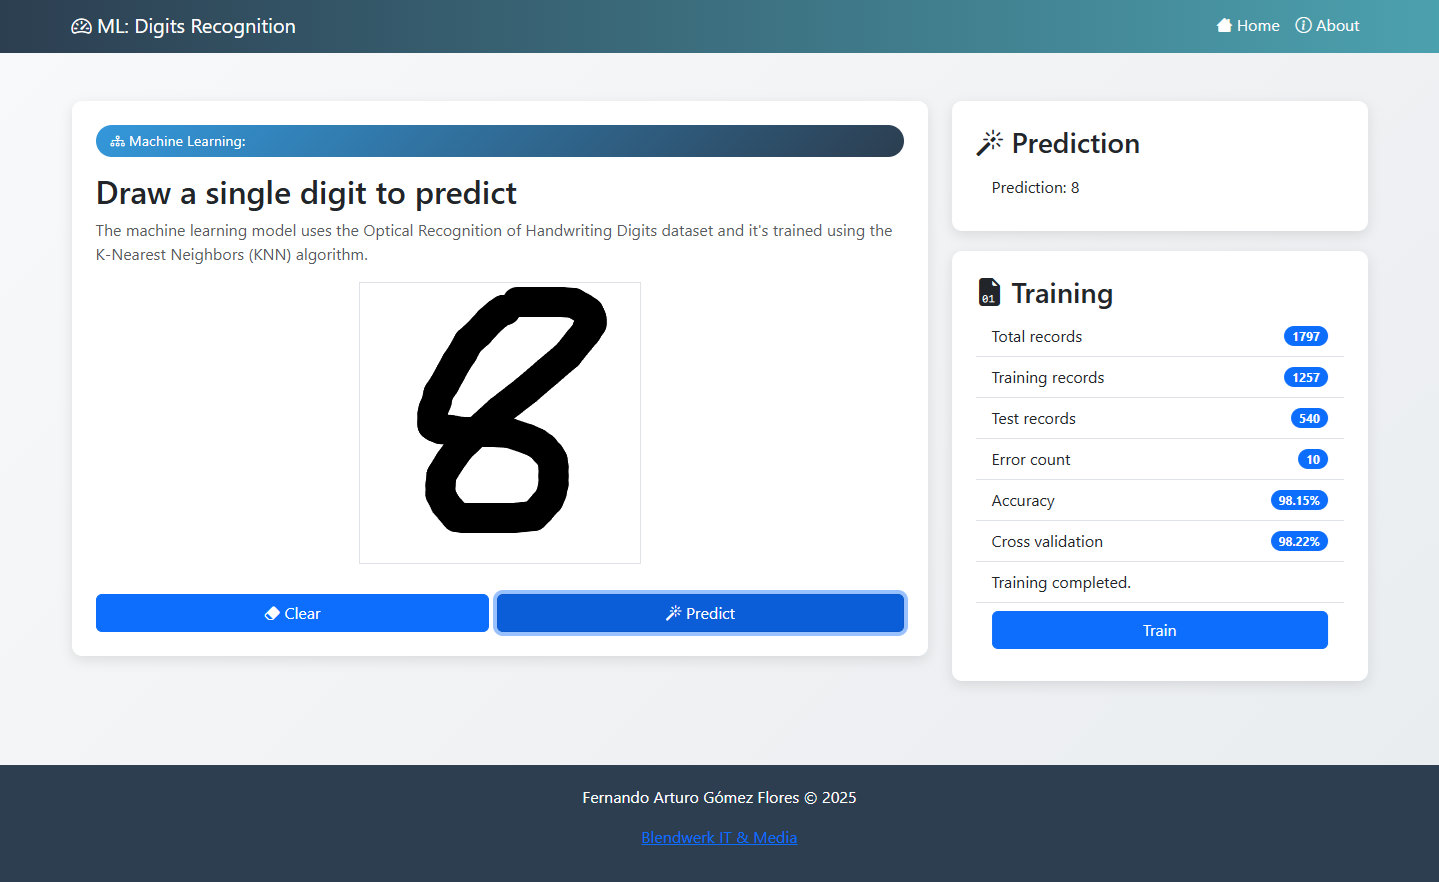 ML: Digits Recognition
Home
About
Machine Learning:
Draw a single digit to predict
The machine learning model uses the Optical Recognition of Handwriting Digits dataset and it's trained using the
K-Nearest Neighbors (KNN) algorithm.
8
Clear
Predict
Prediction
Prediction: 8
01
Training
Total records 1797
Training records 1257
Test records 540
Error count 10
Accuracy 98.15%
Cross validation 98.22%
Training completed.
Train
Fernando Arturo Gómez Flores © 2025
Blendwerk IT & Media